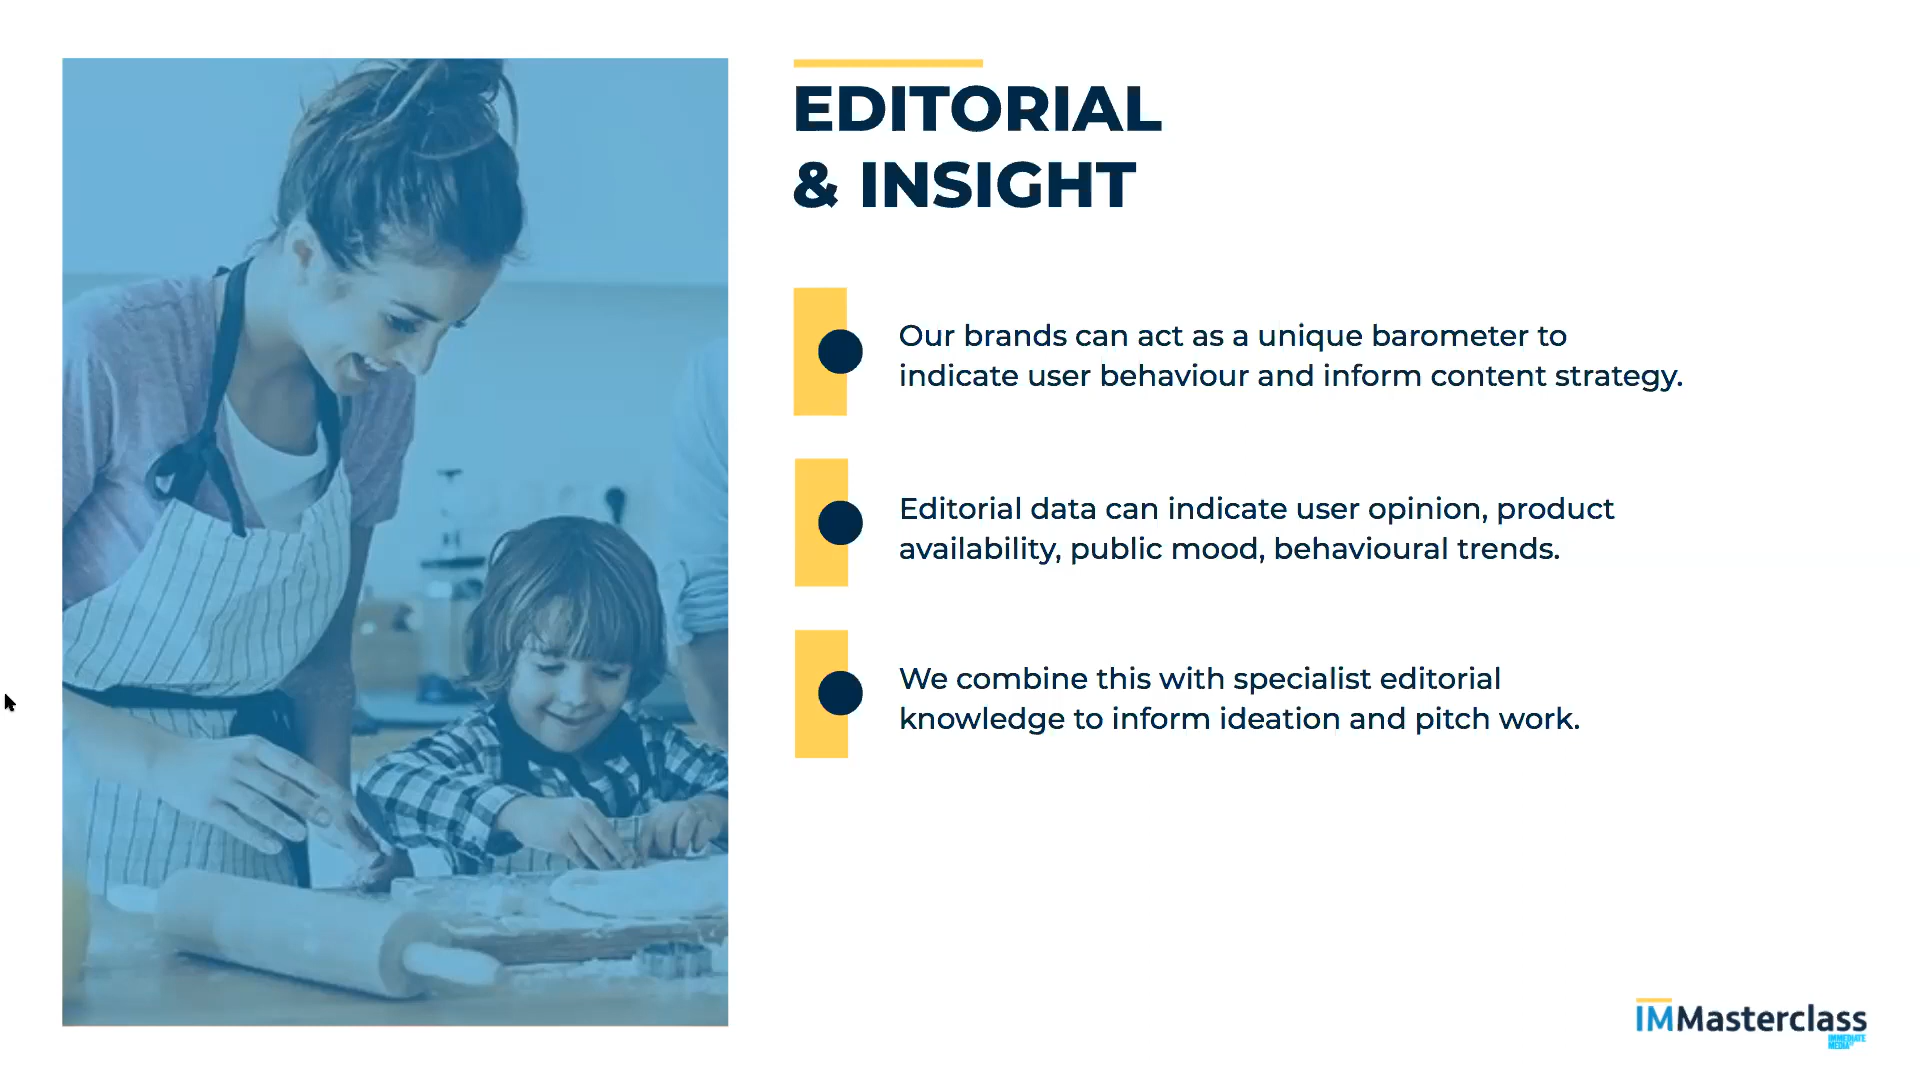 EDITORIAL
& INSIGHT
Our brands can act as a unique barometer to
indicate user behaviour and inform content strategy.
Editorial data can indicate user opinion, product
availability, public mood, behavioural trends.
We combine this with specialist editorial
knowledge to inform ideation and pitch work.
IMMasterclass
IMMEDIATE
MEDIA